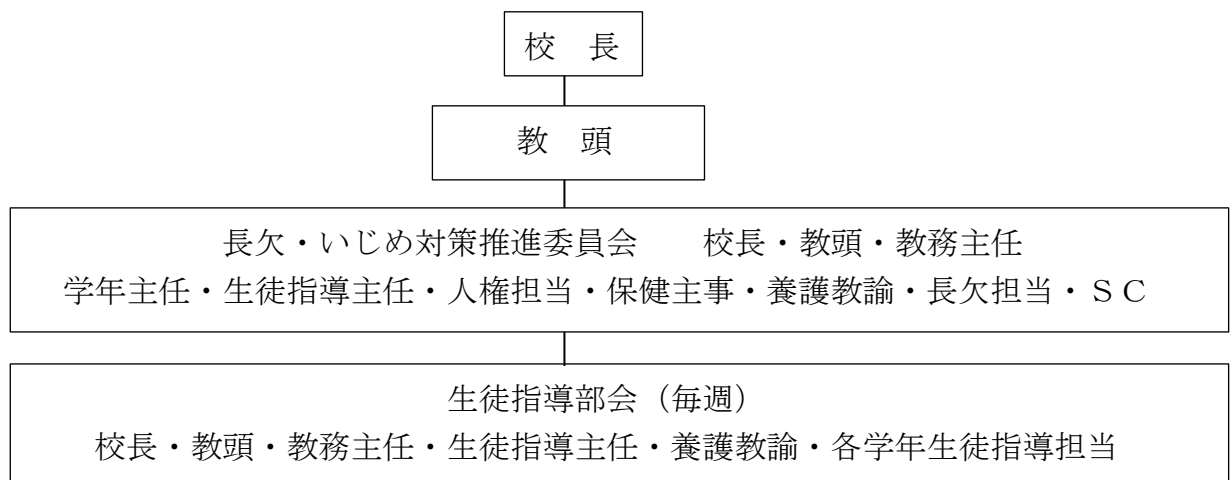 校　長
教　頭
長欠・いじめ対策推進委員会　　校長・教頭・教務主任
学年主任・生徒指導主任・人権担当・保健主事・養護教諭・長欠担当・ＳＣ
生徒指導部会（毎週）
校長・教頭・教務主任・生徒指導主任・養護教諭・各学年生徒指導担当